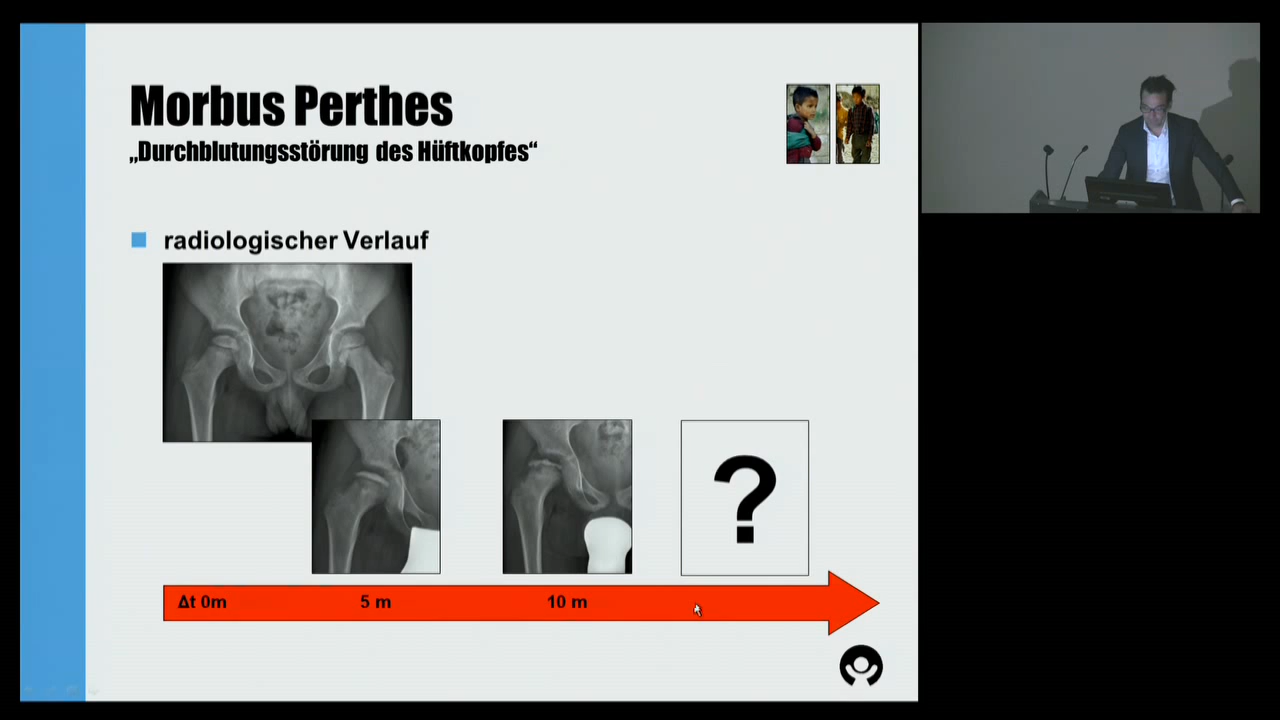 Morbus Perthes
„Durchblutungsstörung des Hüftkopfes“
radiologischer Verlauf
?
Δt 0m
5 m
10 m